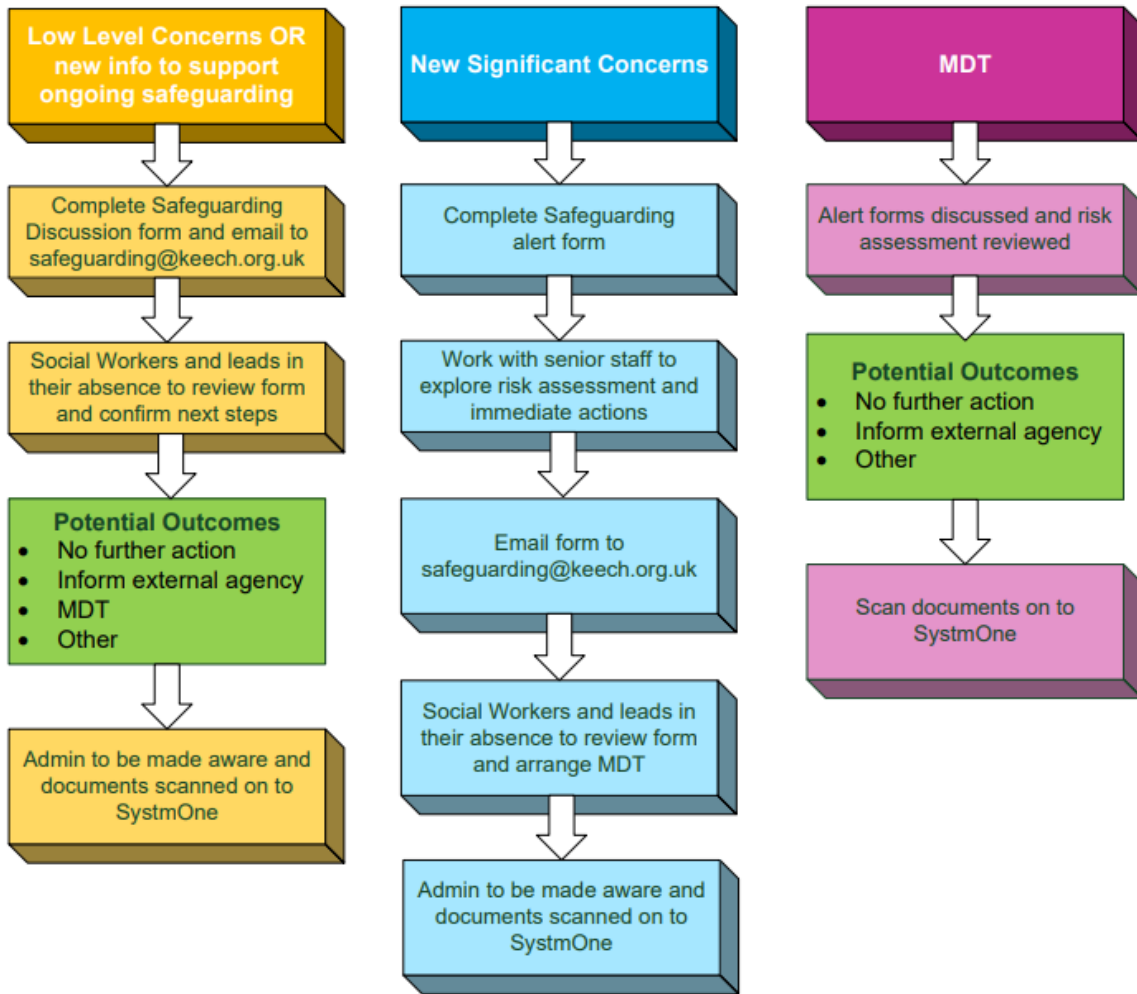 Low Level Concerns OR
new info to support
ongoing safeguarding
Complete Safeguarding
Discussion form and email to
safeguarding@keech.org.uk
Social Workers and leads in
their absence to review form
and confirm next steps
Potential Outcomes
• No further action
• Inform external agency
• MDT
• Other
Admin to be made aware and
documents scanned on to
SystmOne
New Significant Concerns
Complete Safeguarding
alert form
Work with senior staff to
explore risk assessment and
immediate actions
Email form to
safeguarding@keech.org.uk
Social Workers and leads in
their absence to review form
and arrange MDT
Admin to be made aware and
documents scanned on to
SystmOne
MDT
Alert forms discussed and risk
assessment reviewed
Potential Outcomes
• No further action
• Inform external agency
• Other
Scan documents on to
SystmOne